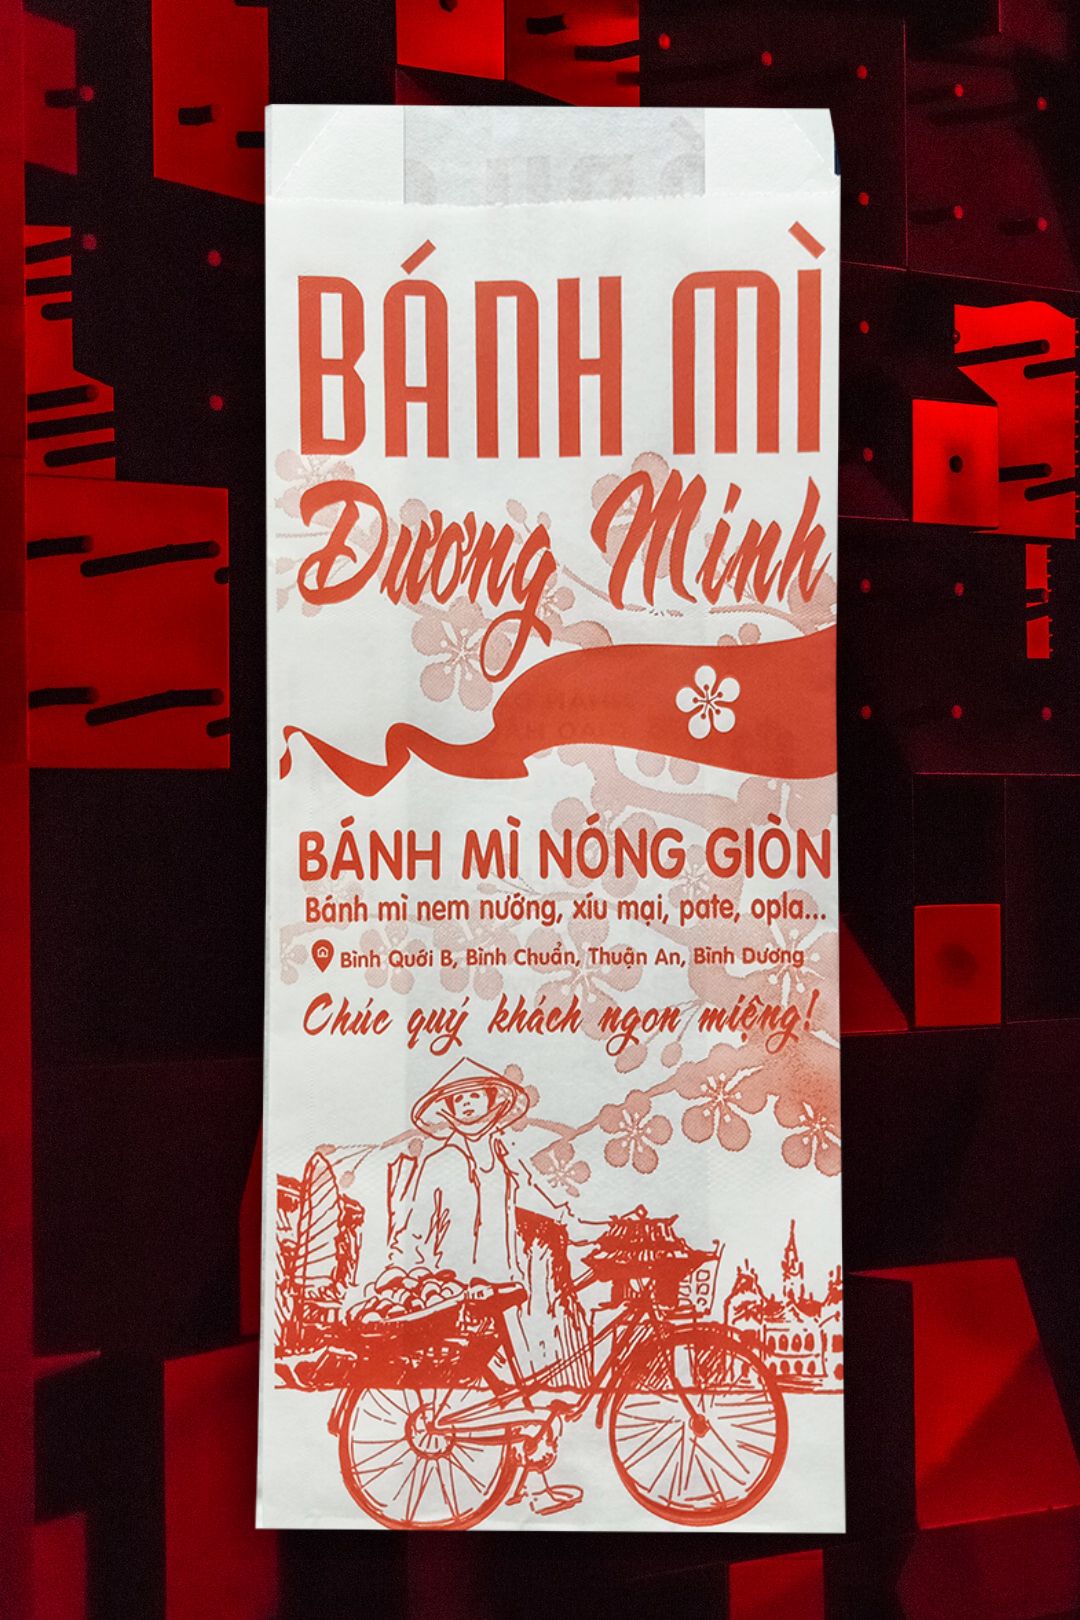 BÁNH MÌ
Dương Minh
BÁNH MÌ NÓNG GIÒN
Bánh mì nem nướng, xíu mại, pate, opla...
Bình Quới B, Bình Chuẩn, Thuận An, Bình Dương
Chúc quý khách ngon miệng!